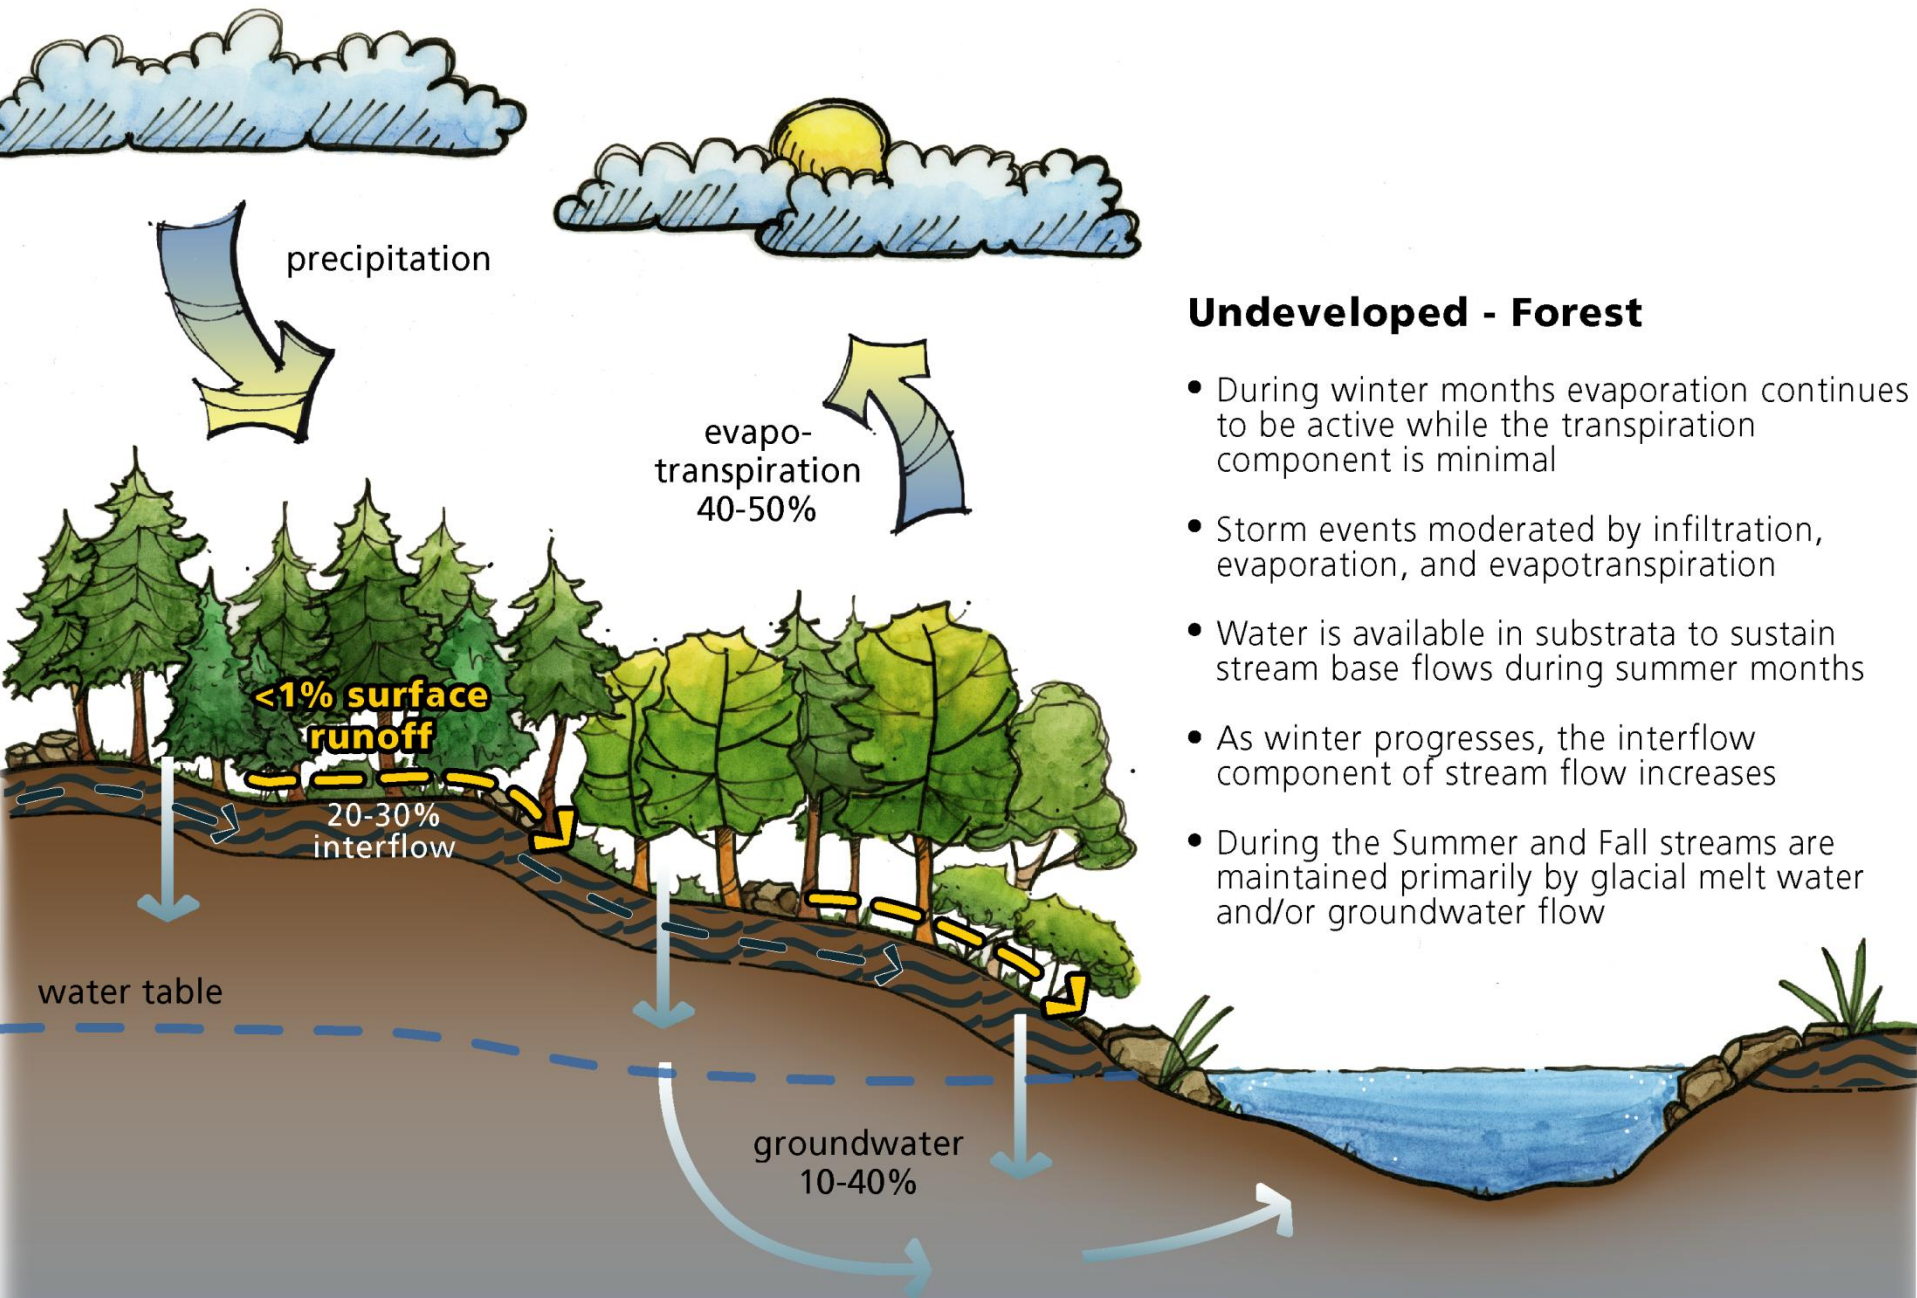 precipitation
evapo-
transpiration
40-50%
<1% surface
runoff
20-30%
interflow
water table
groundwater
10-40%
Undeveloped - Forest
• During winter months evaporation continues
to be active while the transpiration
component is minimal
• Storm events moderated by infiltration,
evaporation, and evapotranspiration
• Water is available in substrata to sustain
stream base flows during summer months
• As winter progresses, the interflow
component of stream flow increases
• During the Summer and Fall streams are
maintained primarily by glacial melt water
and/or groundwater flow